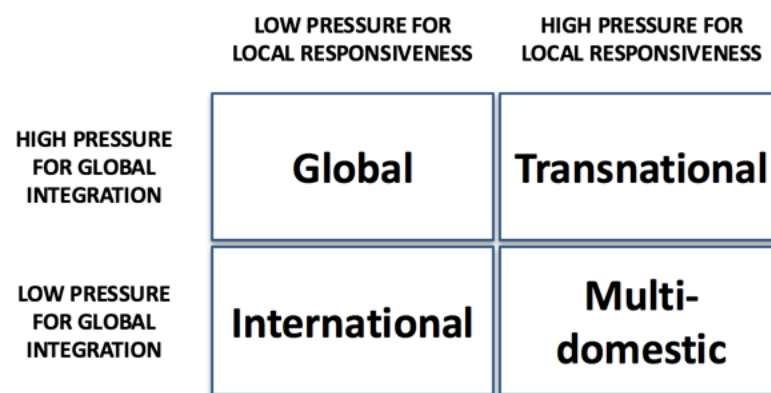 LOW PRESSURE FOR
LOCAL RESPONSIVENESS
HIGH PRESSURE FOR
LOCAL RESPONSIVENESS
HIGH PRESSURE
FOR GLOBAL
INTEGRATION
Global
Transnational
LOW PRESSURE
FOR GLOBAL
INTEGRATION
International
Multi-
domestic